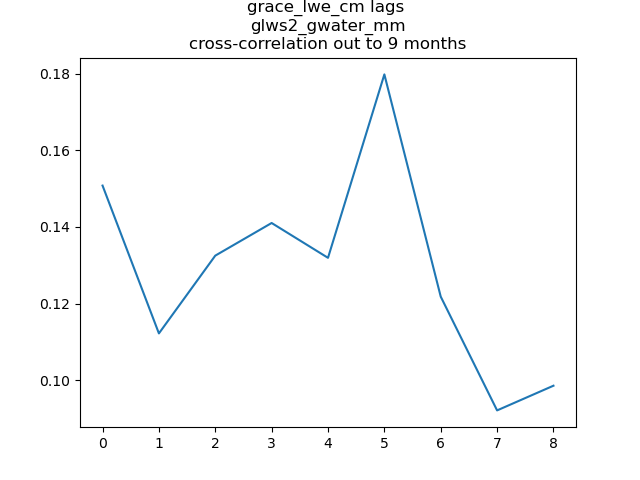 grace_lwe_cm lags
glws2_gwater_mm
cross-correlation out to 9 months
0.18
0.16
0.14
0.12
0.10
0 1 2 3 4 5 6 7 8